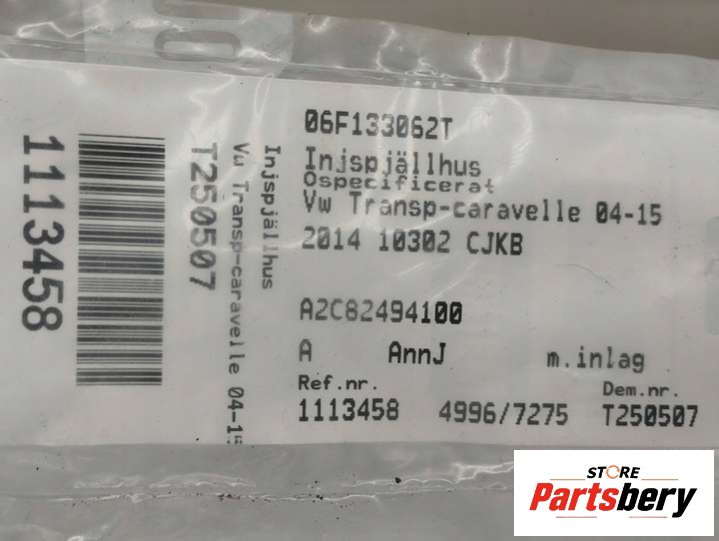 06F133062T
Injspjällhus
Ospecificerat
Vw Transp-caravelle 04-15
2014 10302 CJKB
A2C82494100
A AnnJ m.inlag
Ref.nr. Dem.nr.
1113458 4996/7275 T250507
1113458
T250507
Vw Transp-caravelle 04-15
Injspjällhus
STORE
Partsbery